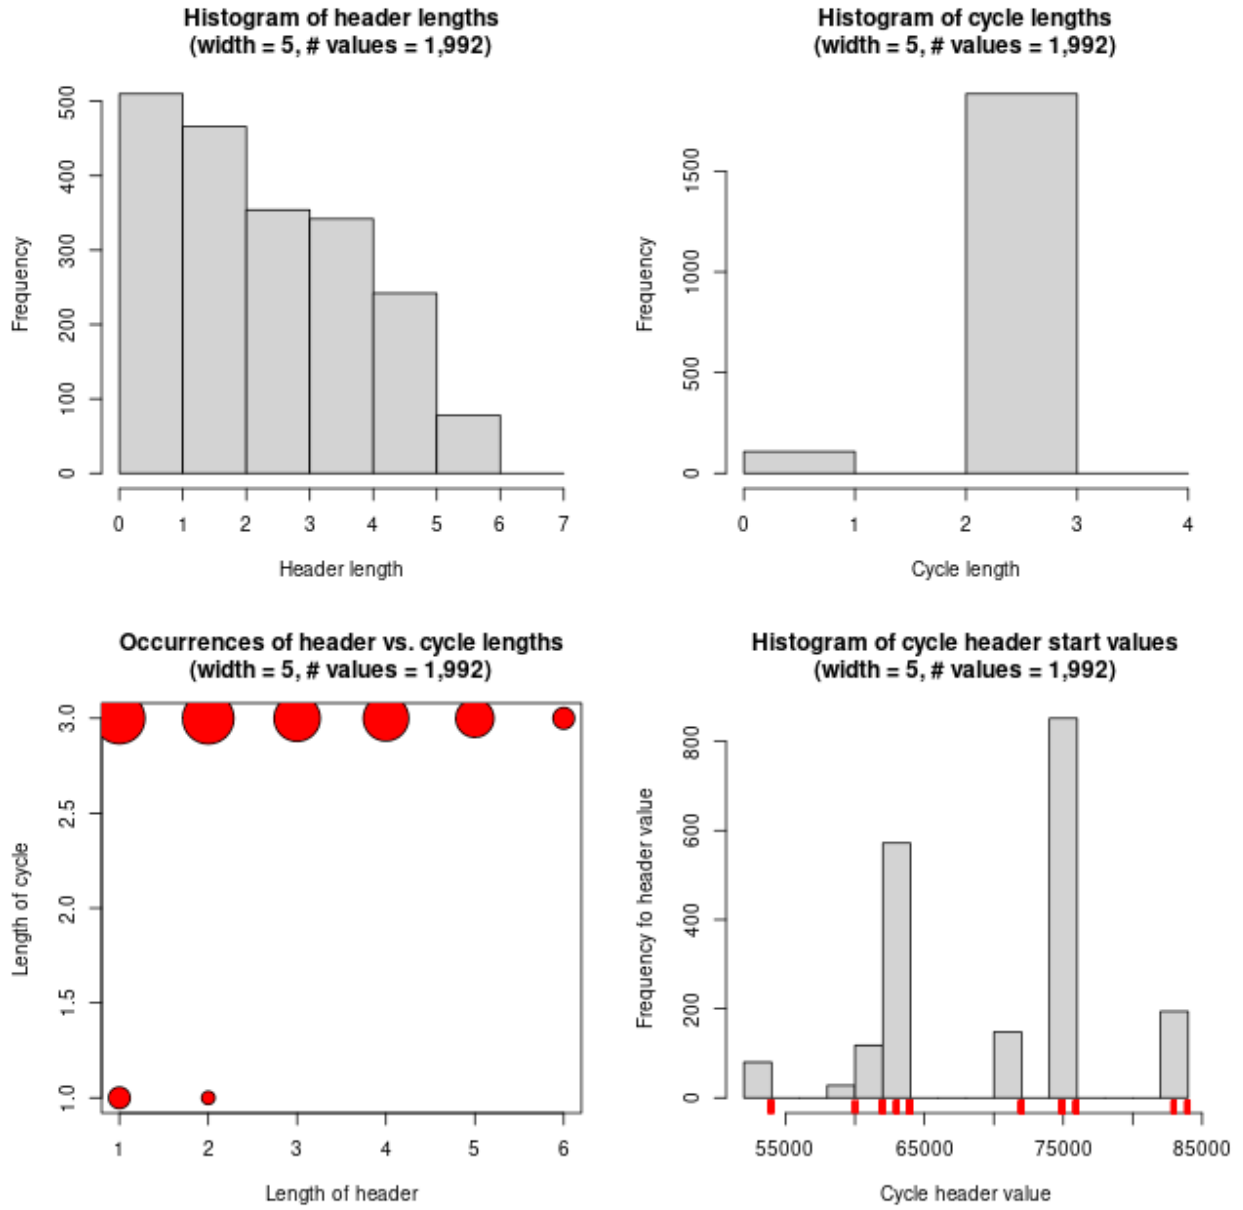 Histogram of header lengths
(width = 5, # values = 1,992)
Frequency
0
100
200
300
400
500
0 1 2 3 4 5 6 7
Header length
Histogram of cycle lengths
(width = 5, # values = 1,992)
Frequency
0
500
1000
1500
0 1 2 3 4
Cycle length
Occurrences of header vs. cycle lengths
(width = 5, # values = 1,992)
Length of cycle
1.0
1.5
2.0
2.5
3.0
1 2 3 4 5 6
Length of header
Histogram of cycle header start values
(width = 5, # values = 1,992)
Frequency fo header value
0
200
400
600
800
55000 65000 75000 85000
Cycle header value